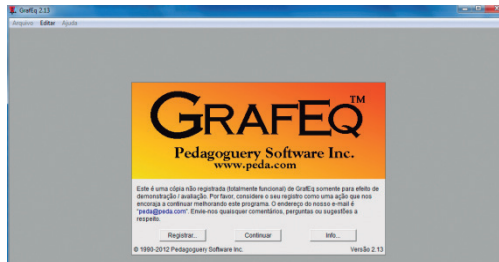 GrafEq 2.13
Arquivo Editar Ajuda
GRAFEQ™
Pedagoguery Software Inc.
www.peda.com
Este é uma cópia não registrada (totalmente funcional) de GrafEq somente para efeito de
demonstração / avaliação. Por favor, considere o seu registro como uma ação que nos
encoraja a continuar melhorando este programa. O endereço do nosso e-mail é
"peda@peda.com". Envie-nos quaisquer comentários, perguntas ou sugestões a
respeito.
Registrar... Continuar Info...
© 1990-2012 Pedagoguery Software Inc. Versão 2.13